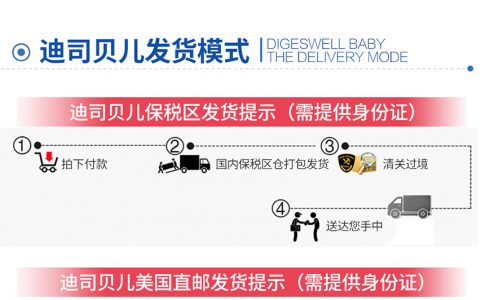 迪司贝儿发货模式
DIGESWELL BABY
THE DELIVERY MODE
迪司贝儿保税区发货提示（需提供身份证）
① 拍下付款
② 国内保税区仓打包发货
③ 清关过境
④ 送达您手中
迪司贝儿美国直邮发货提示（需提供身份证）